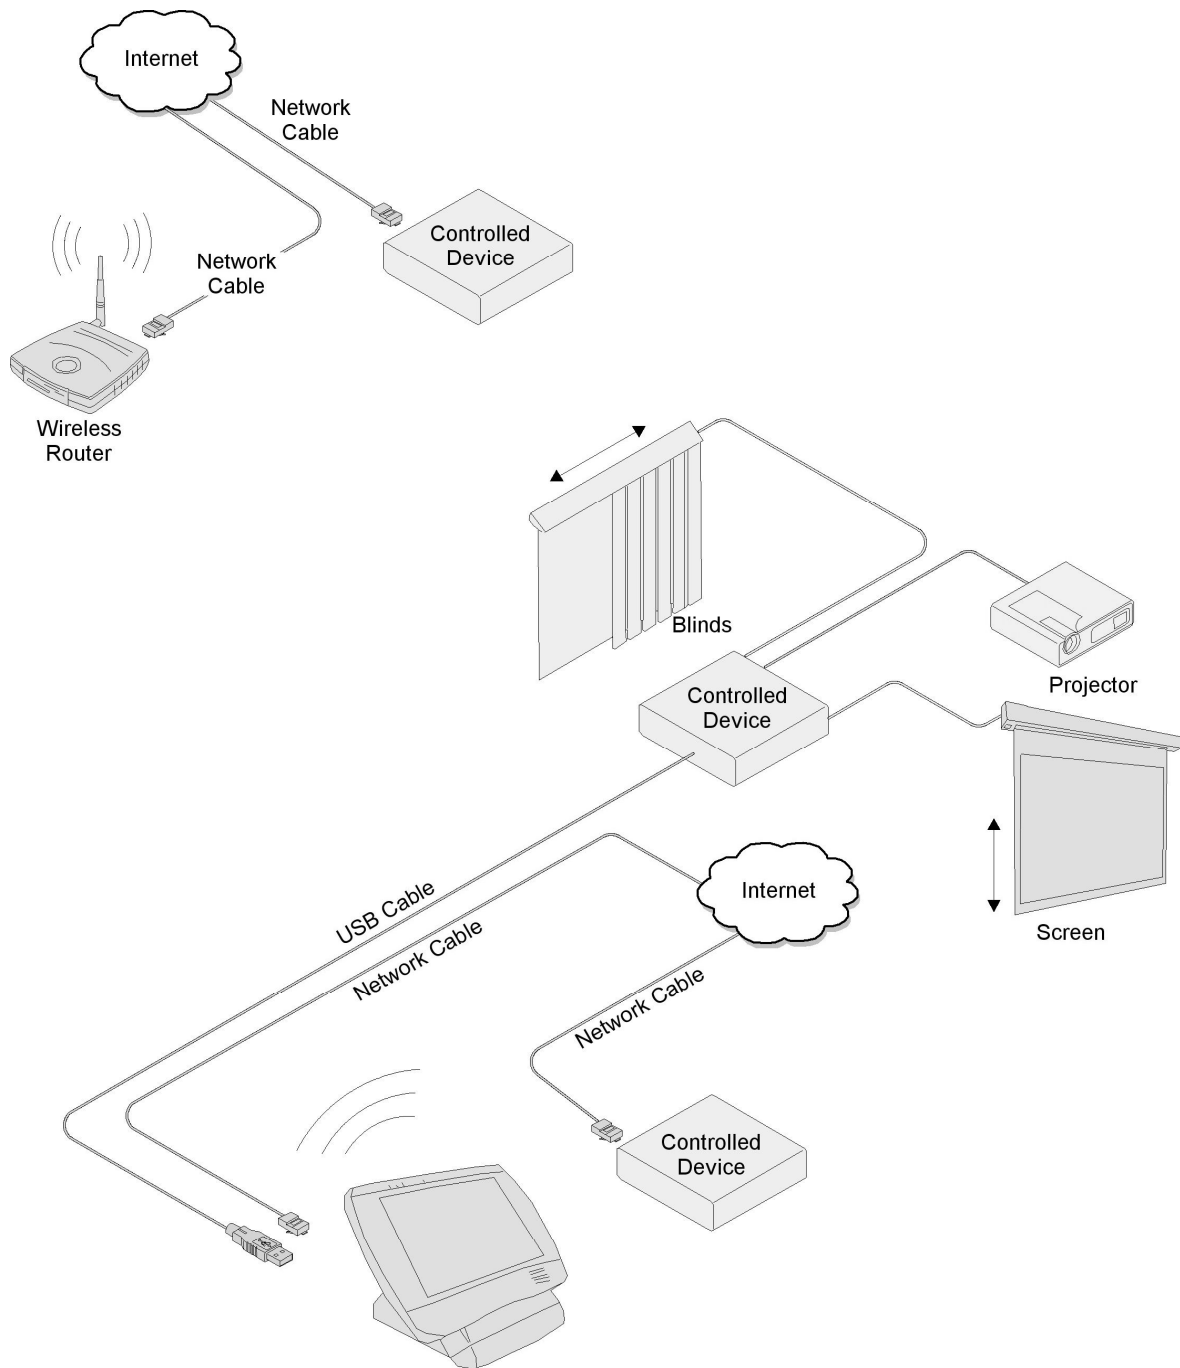 Internet
Network
Cable
Controlled
Device
Network
Cable
Wireless
Router
Blinds
Projector
Controlled
Device
Internet
USB Cable
Network Cable
Screen
Network Cable
Controlled
Device